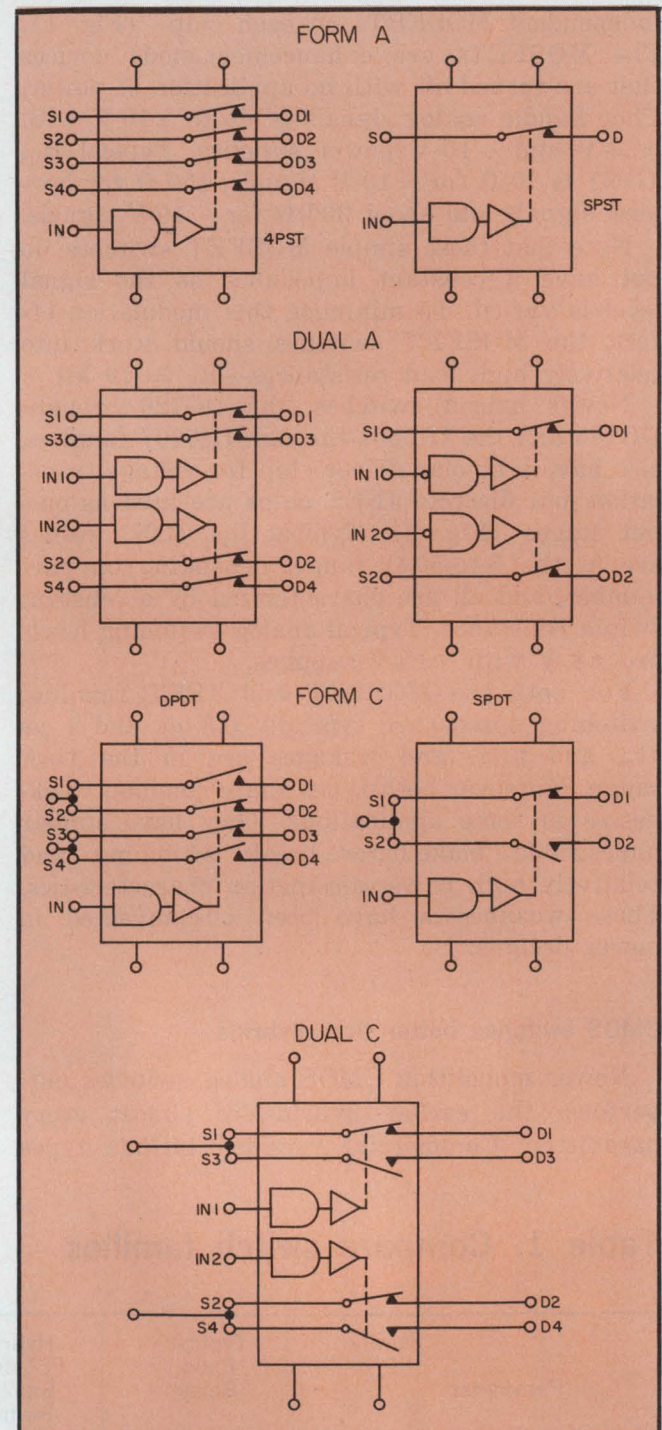 FORM A
S1 D1
S2 D2
S3 D3
S4 D4
IN
4PST
S D
IN
SPST
DUAL A
S1 D1
S3 D3
IN1
IN2
S2 D2
S4 D4
S1 D1
IN 1
IN 2
S2 D2
FORM C
DPDT
S1 D1
S2 D2
S3 D3
S4 D4
IN
SPDT
S1 D1
S2 D2
IN
DUAL C
S1 D1
S3 D3
IN1
IN2
S2 D2
S4 D4